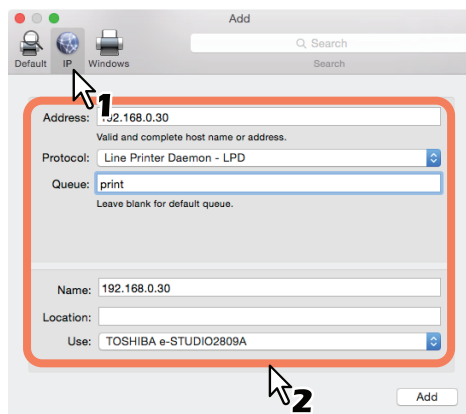 Add
Search
Default IP Windows Search
1
Address: 192.168.0.30
Valid and complete host name or address.
Protocol: Line Printer Daemon - LPD
Queue: print
Leave blank for default queue.
Name: 192.168.0.30
Location:
Use: TOSHIBA e-STUDIO2809A
2
Add